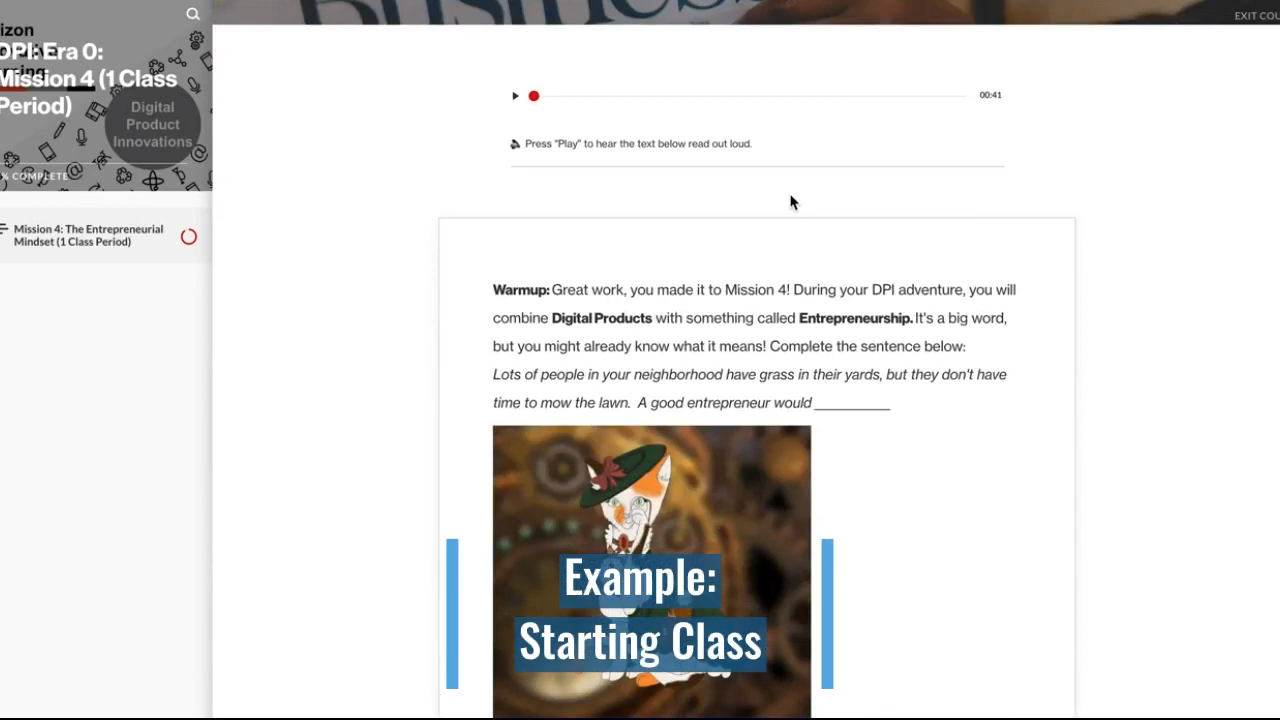 Business
EXIT COU
izon
DPI: Era 0:
Mission 4 (1 Class
Period)
Digital
Product
Innovations
% COMPLETE
Mission 4: The Entrepreneurial
Mindset (1 Class Period)
00:41
Press "Play" to hear the text below read out loud.
Warmup: Great work, you made it to Mission 4! During your DPI adventure, you will
combine Digital Products with something called Entrepreneurship. It's a big word,
but you might already know what it means! Complete the sentence below:
Lots of people in your neighborhood have grass in their yards, but they don't have
time to mow the lawn. A good entrepreneur would __________
Example:
Starting Class